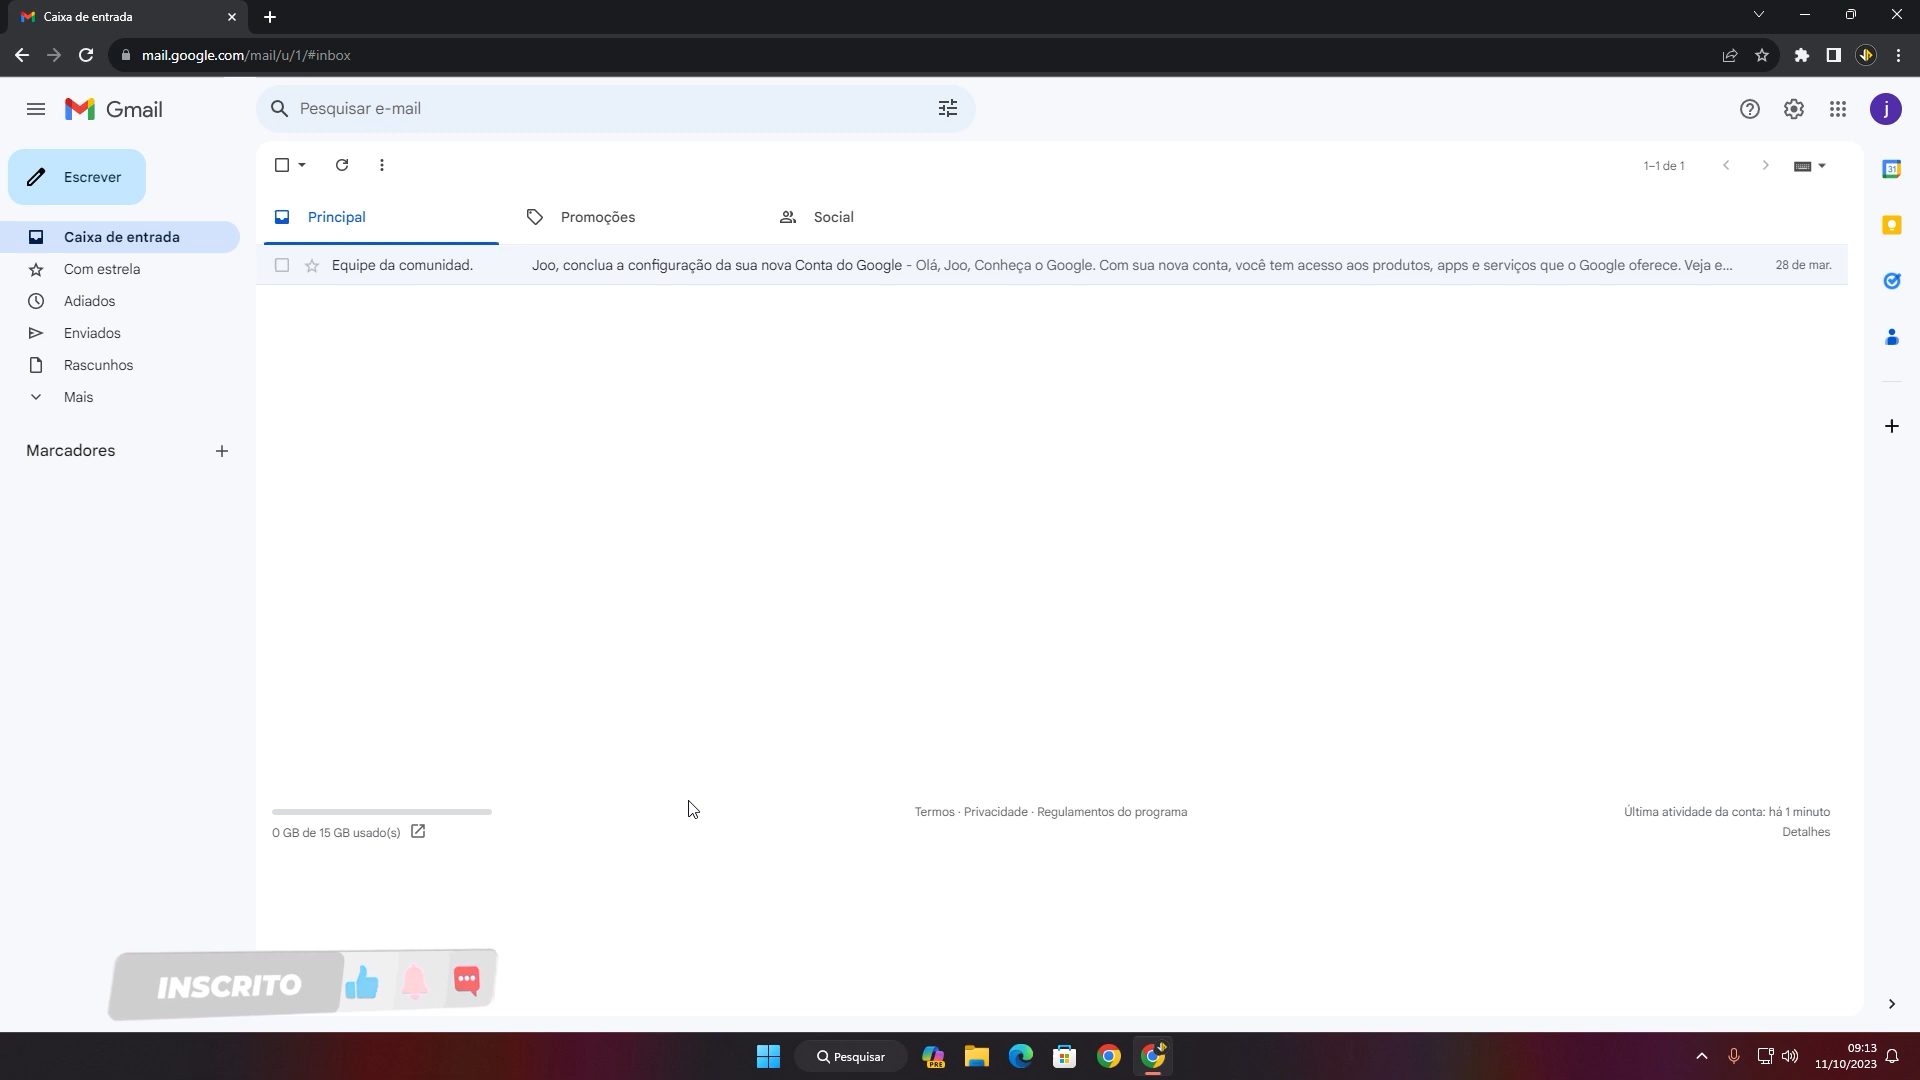 Caixa de entrada
mail.google.com/mail/u/1/#inbox
Gmail
Pesquisar e-mail
j
Escrever
1–1 de 1
31
Principal
Promoções
Social
Caixa de entrada
Equipe da comunidad.
Joo, conclua a configuração da sua nova Conta do Google - Olá, Joo, Conheça o Google. Com sua nova conta, você tem acesso aos produtos, apps e serviços que o Google oferece. Veja e...
28 de mar.
Com estrela
Adiados
Enviados
Rascunhos
Mais
Marcadores
0 GB de 15 GB usado(s)
Termos · Privacidade · Regulamentos do programa
Última atividade da conta: há 1 minuto
Detalhes
INSCRITO
Pesquisar
PRE
09:13
11/10/2023